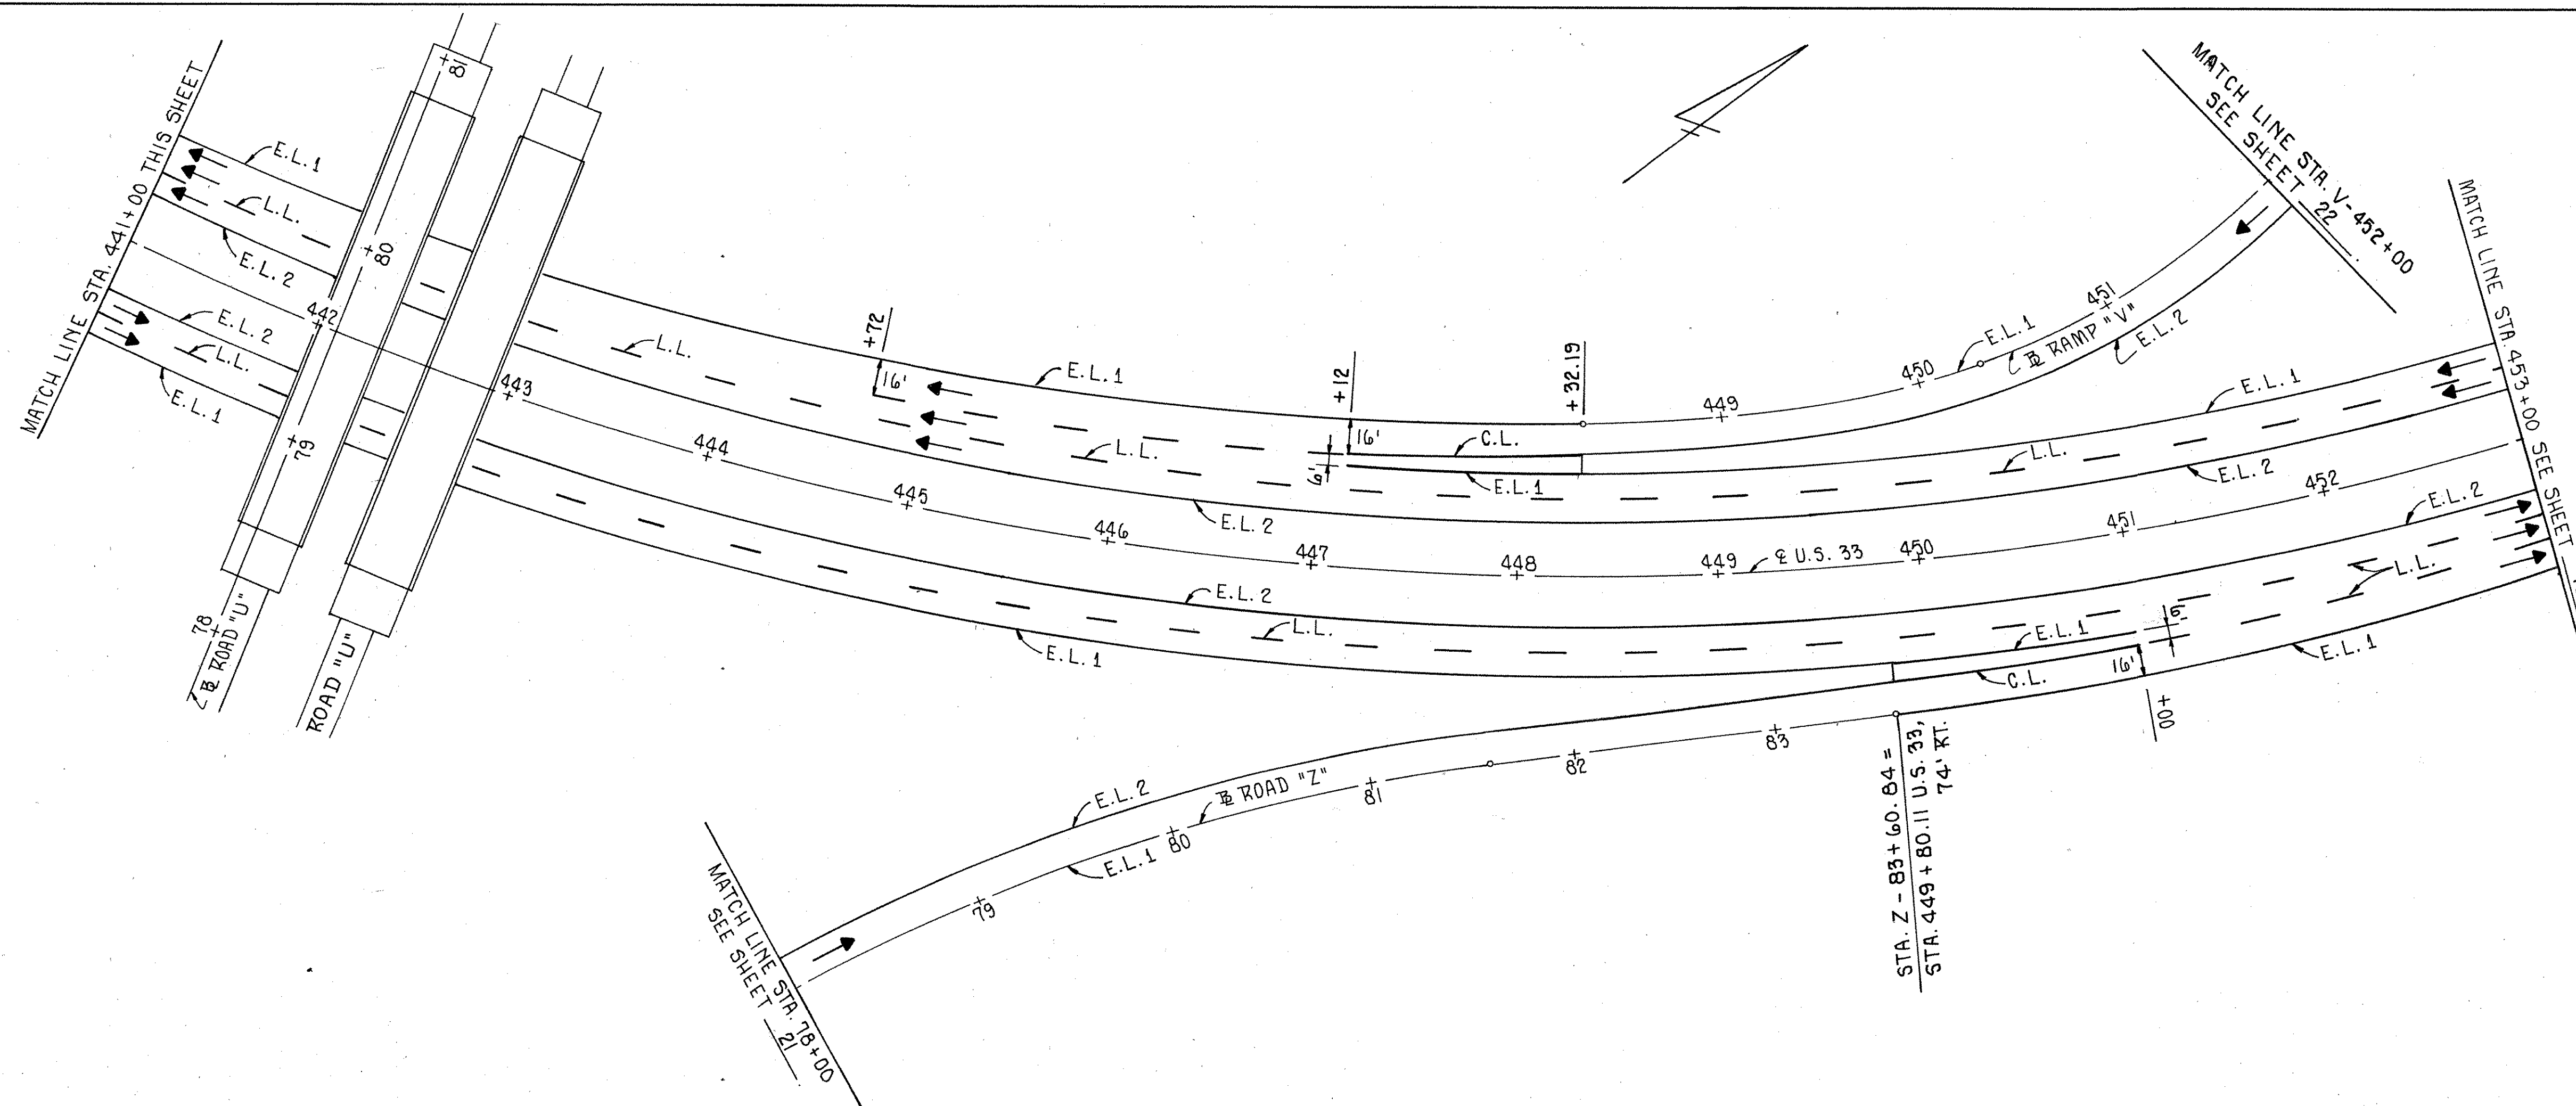 MATCH LINE STA. 441+00 THIS SHEET
E.L. 1
L.L.
E.L. 2
442
E.L. 2
L.L.
E.L. 1
81
80
79
78
BL ROAD "U"
ROAD "U"
443
444
445
446
447
448
449
℄ U.S. 33
450
451
452
L.L.
+72
16'
E.L. 1
L.L.
E.L. 2
+12
16'
6'
C.L.
E.L. 1
+32.19
449
450
451
E.L. 1
BL RAMP "V"
E.L. 2
MATCH LINE STA. V-452+00
SEE SHEET 22
MATCH LINE STA. 453+00 SEE SHEET
E.L. 1
L.L.
E.L. 2
E.L. 2
L.L.
E.L. 1
E.L. 2
L.L.
E.L. 1
E.L. 1
C.L.
16'
+00
STA. Z - 83+60.84 =
STA. 449+80.11 U.S. 33,
74' RT.
83
82
81
80
79
BL ROAD "Z"
E.L. 2
E.L. 1
MATCH LINE STA. 78+00
SEE SHEET 21